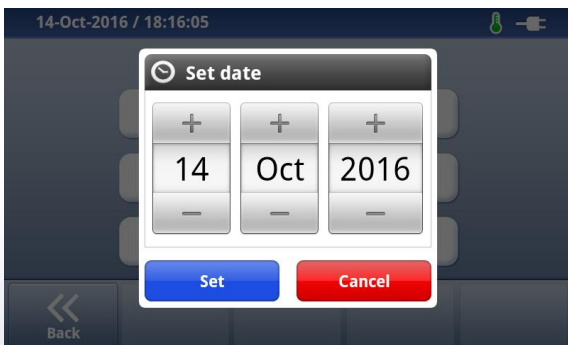 14-Oct-2016 / 18:16:05
Set date
+ + +
14 Oct 2016
— — —
Set Cancel
Back